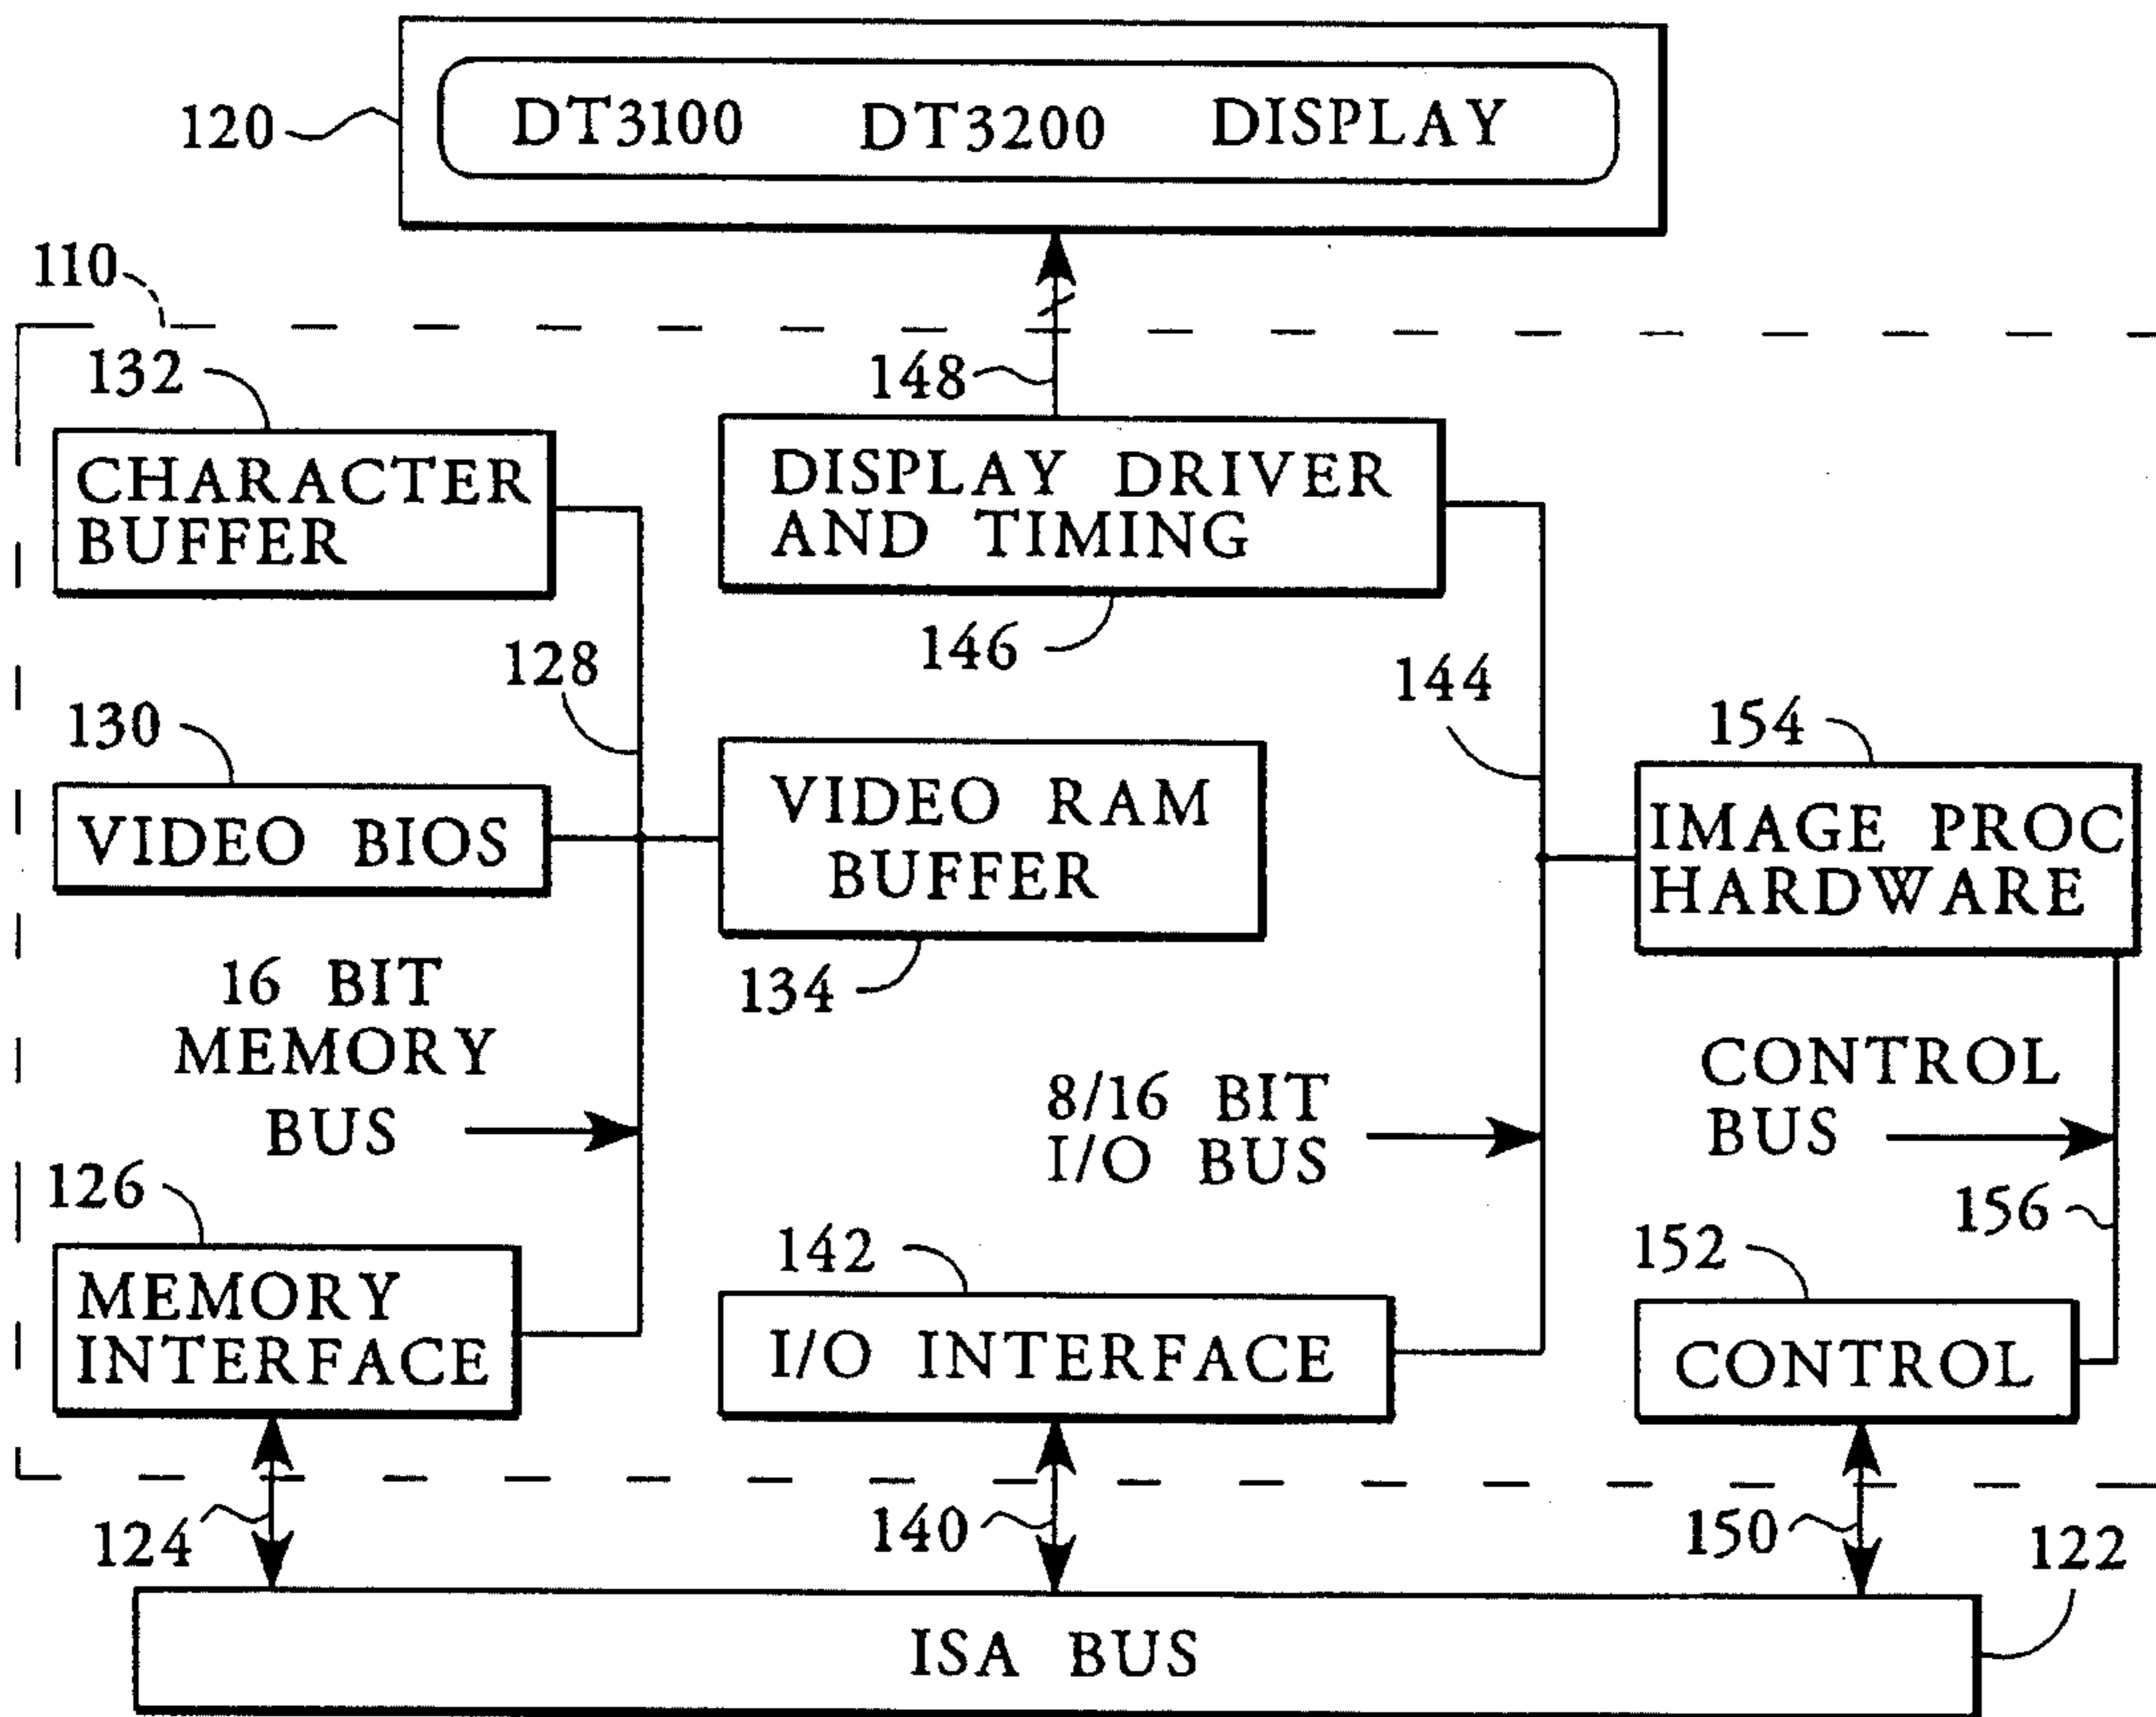 120
DT3100 DT3200 DISPLAY
110
132
148
CHARACTER
BUFFER
DISPLAY DRIVER
AND TIMING
128
146
144
130
154
VIDEO BIOS
VIDEO RAM
BUFFER
IMAGE PROC
HARDWARE
134
16 BIT
MEMORY
BUS
8/16 BIT
I/O BUS
CONTROL
BUS
126
142
152
156
MEMORY
INTERFACE
I/O INTERFACE
CONTROL
124
140
150
122
ISA BUS